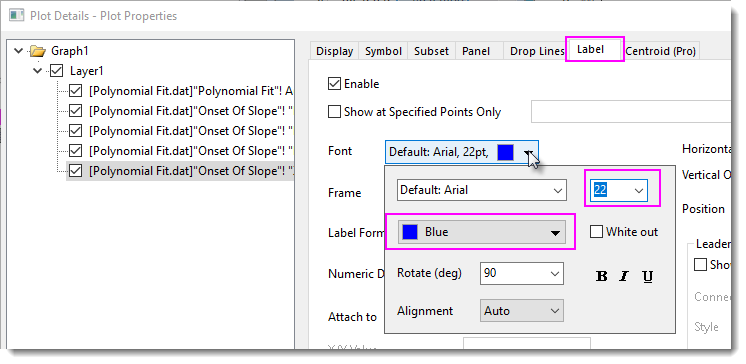 Plot Details - Plot Properties
Graph1
Layer1
[Polynomial Fit.dat]"Polynomial Fit"! A
[Polynomial Fit.dat]"Onset Of Slope"! "
[Polynomial Fit.dat]"Onset Of Slope"! "
[Polynomial Fit.dat]"Onset Of Slope"! "
[Polynomial Fit.dat]"Onset Of Slope"! "
Display Symbol Subset Panel Drop Lines Label Centroid (Pro)
Enable
Show at Specified Points Only
Font Default: Arial, 22pt, Horizonta
Vertical O
Frame Default: Arial 22
Position
Label Form Blue White out
Leader
Sho
Numeric D Rotate (deg) 90 B I U
Connec
Attach to Alignment Auto
Style
X/Y Value